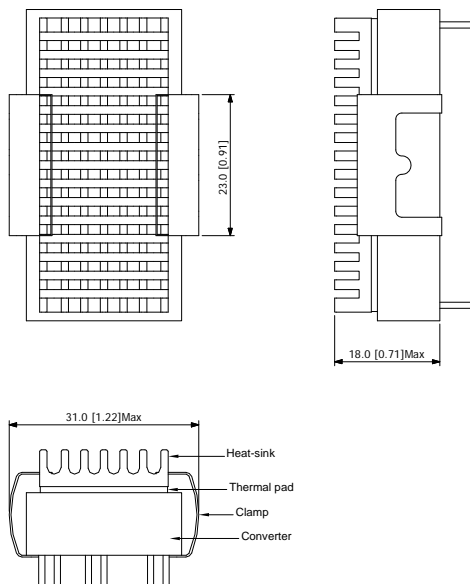 23.0 [0.91]
18.0 [0.71]Max
31.0 [1.22]Max
Heat-sink
Thermal pad
Clamp
Converter